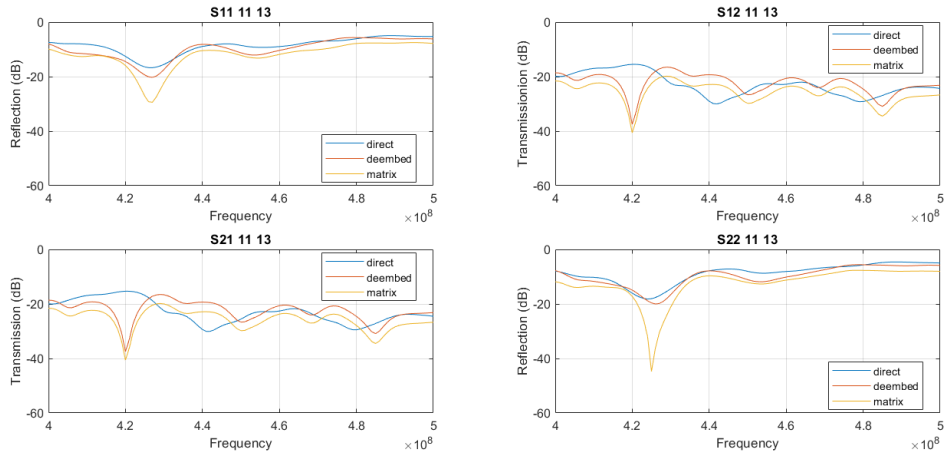 S11 11 13
0
-20
-40
-60
Reflection (dB)
direct
deembed
matrix
4 4.2 4.4 4.6 4.8 5
Frequency
×10^8
S12 11 13
0
-20
-40
-60
Transmissionion (dB)
direct
deembed
matrix
4 4.2 4.4 4.6 4.8 5
Frequency
×10^8
S21 11 13
0
-20
-40
-60
Transmission (dB)
direct
deembed
matrix
4 4.2 4.4 4.6 4.8 5
Frequency
×10^8
S22 11 13
0
-20
-40
-60
Reflection (dB)
direct
deembed
matrix
4 4.2 4.4 4.6 4.8 5
Frequency
×10^8